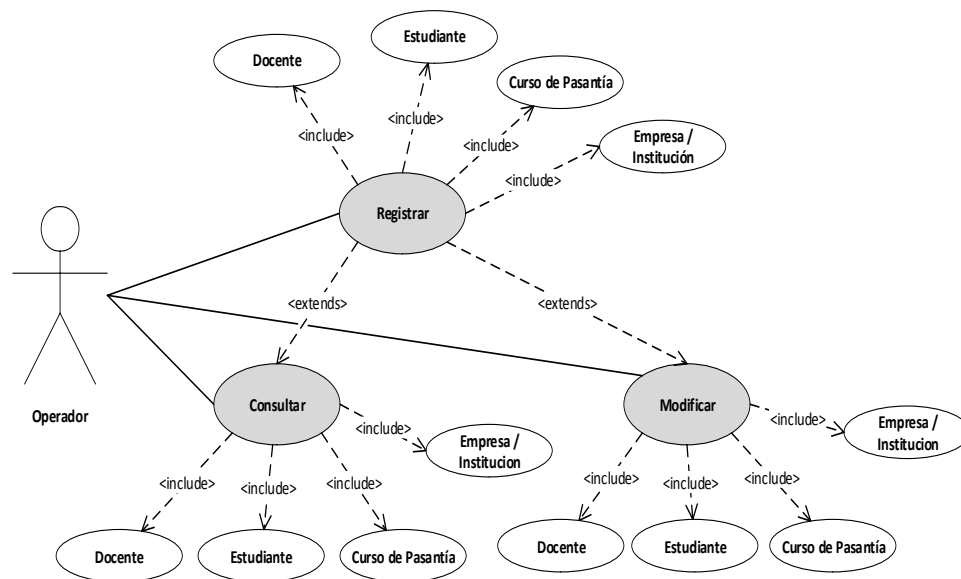 Estudiante
Docente
Curso de Pasantía
<include>
<include>
<include>
Empresa /
Institución
<include>
Registrar
<extends>
<extends>
Operador
Consultar
Modificar
<include>
Empresa /
Institucion
<include>
Empresa /
Institucion
<include>
<include>
<include>
<include>
<include>
<include>
Docente
Estudiante
Curso de Pasantía
Docente
Estudiante
Curso de Pasantía